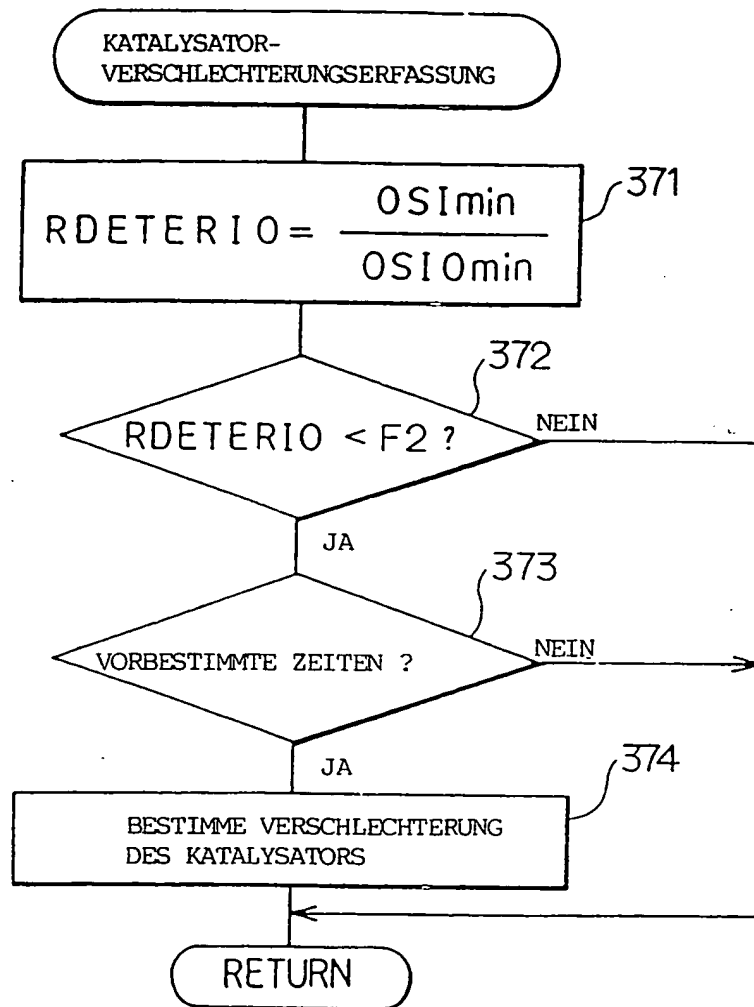 KATALYSATOR-
VERSCHLECHTERUNGSERFASSUNG
371
RDETERIO = OSImin
OSIOmin
372
RDETERIO < F2 ?
NEIN
JA
373
VORBESTIMMTE ZEITEN ?
NEIN
JA
374
BESTIMME VERSCHLECHTERUNG
DES KATALYSATORS
RETURN